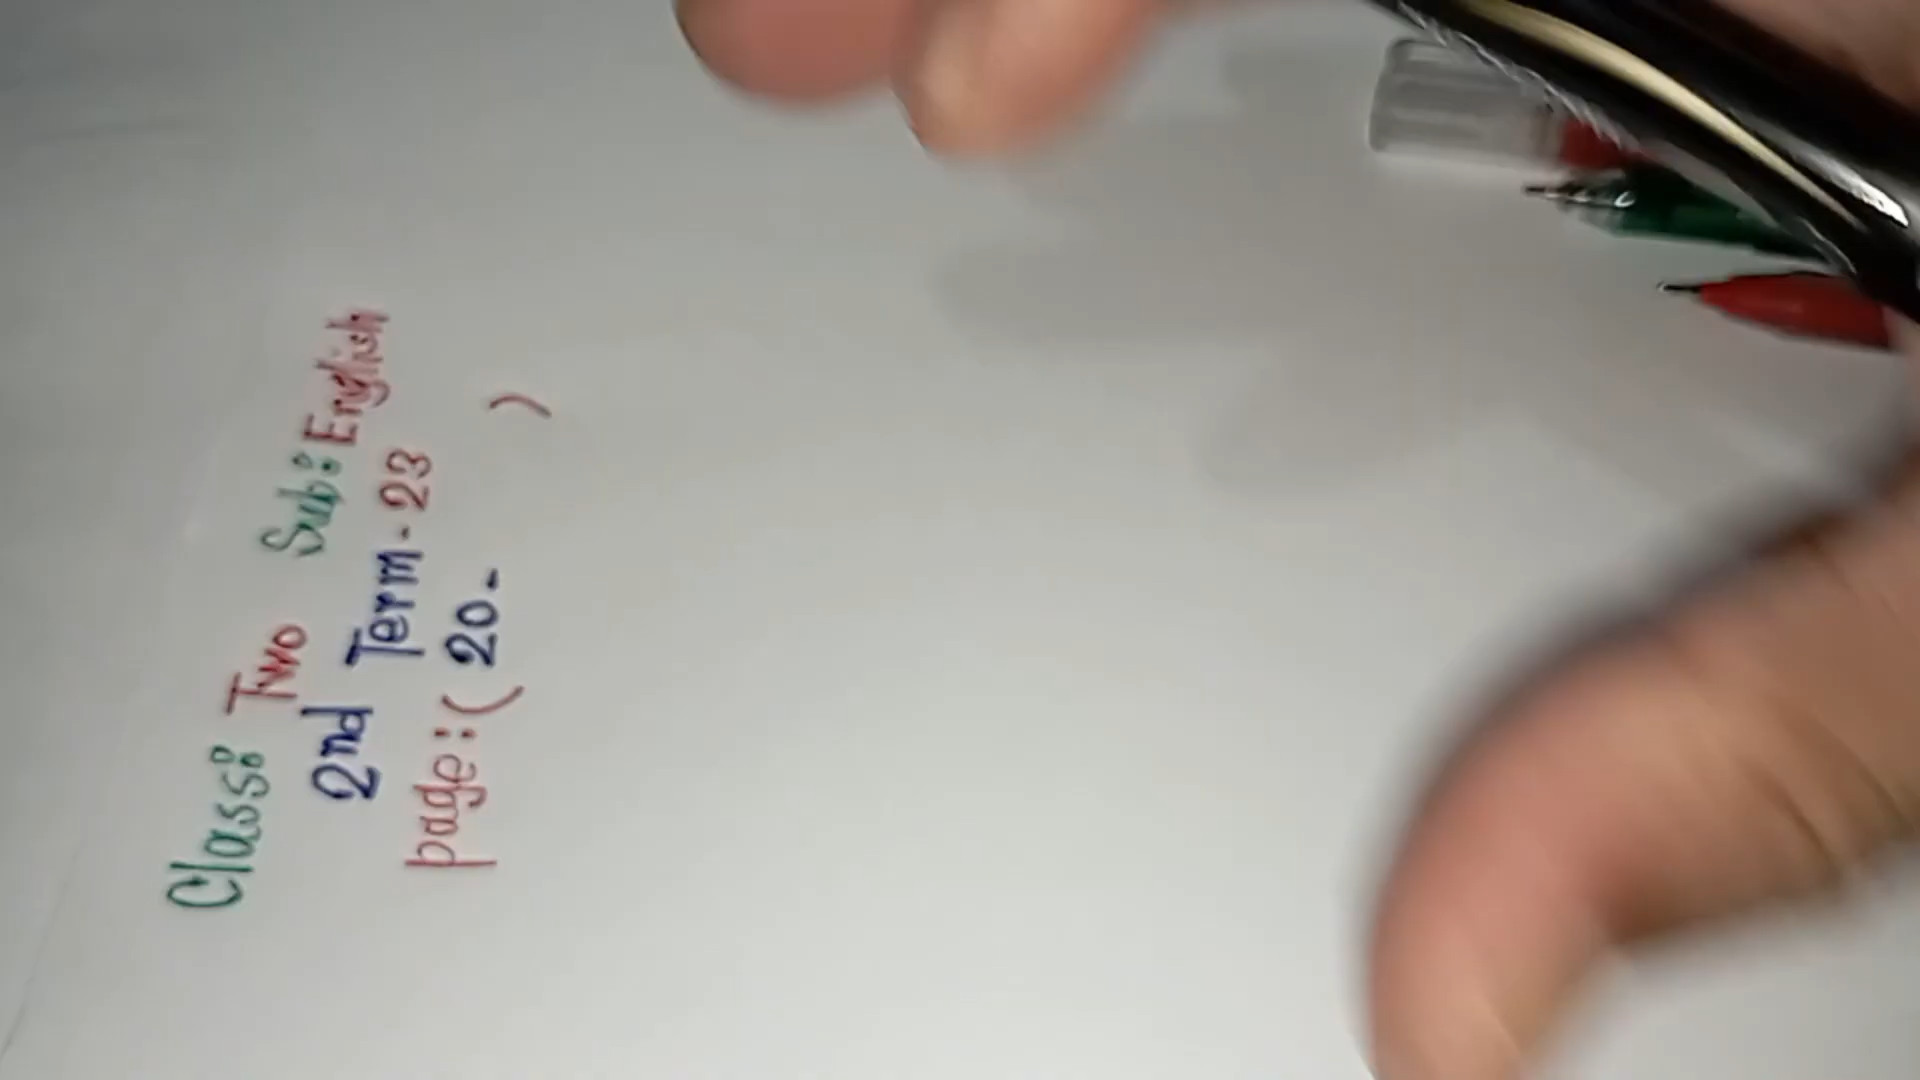 Class: Two Sub: English
2nd Term-23
page: ( 20- )